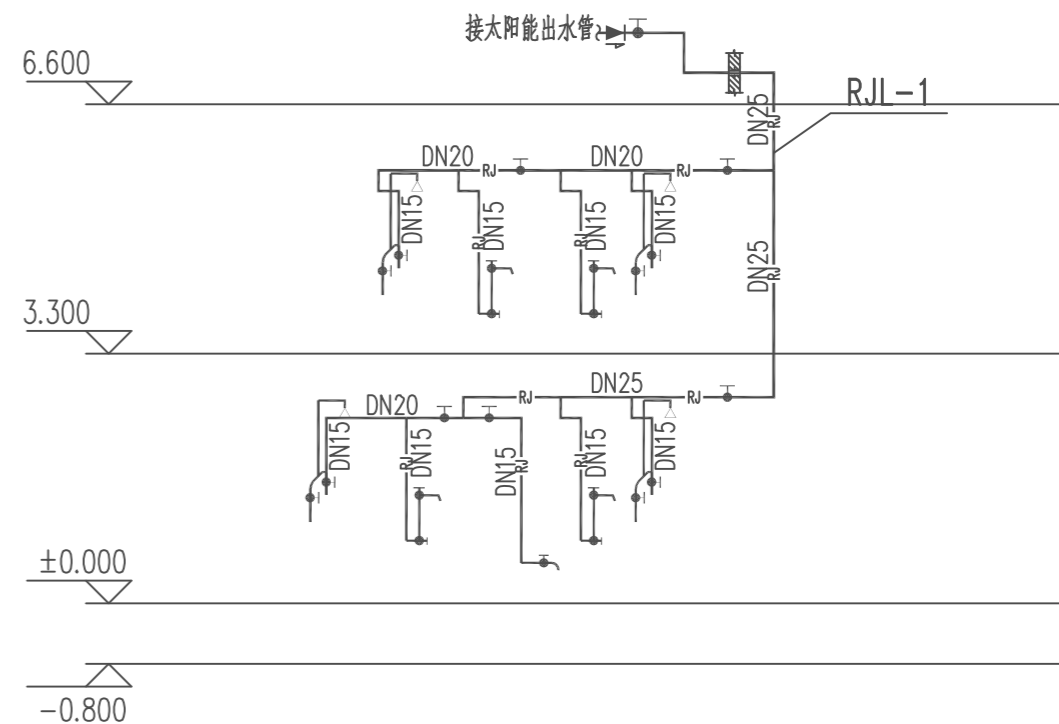 接太阳能出水管
6.600
RJL-1
DN25
RJ
DN20
RJ
DN20
RJ
DN15
RJ
DN15
RJ
DN15
DN15
DN25
RJ
3.300
RJ
DN25
RJ
DN20
DN15
RJ
DN15
DN15
RJ
RJ
DN15
DN15
±0.000
-0.800